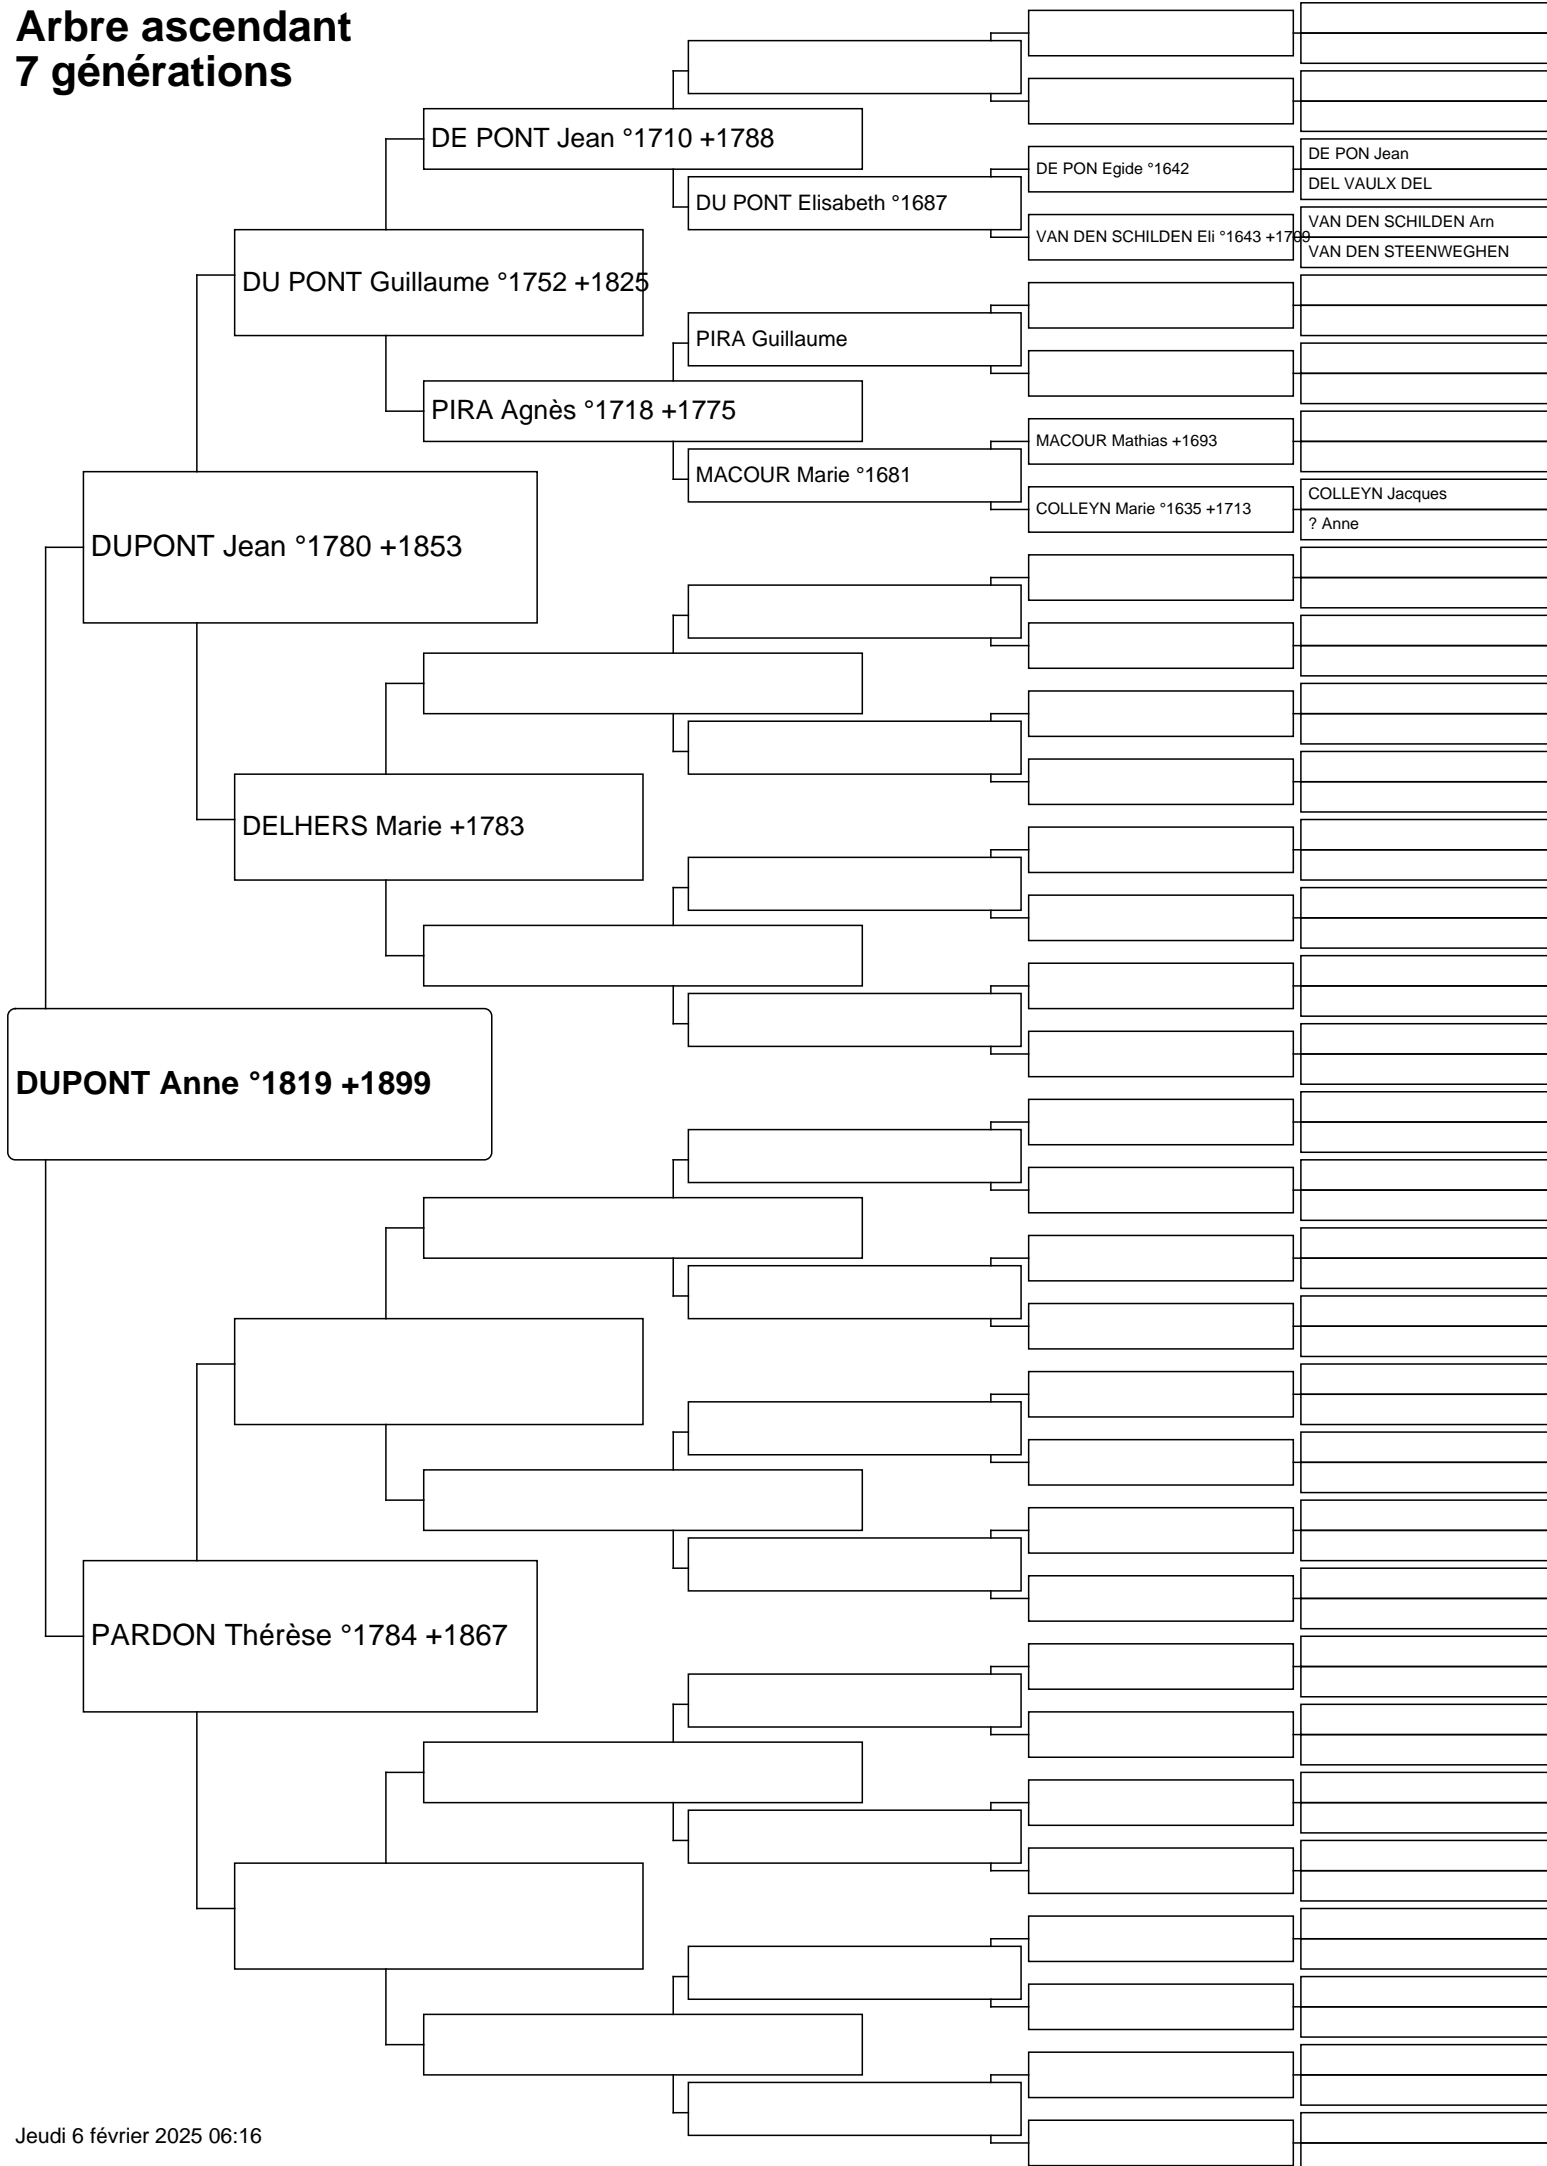 Arbre ascendant
7 générations
DE PONT Jean °1710 +1788
DE PON Egide °1642
DE PON Jean
DEL VAULX DEL
DU PONT Elisabeth °1687
VAN DEN SCHILDEN Eli °1643 +1709
VAN DEN SCHILDEN Arn
VAN DEN STEENWEGHEN
DU PONT Guillaume °1752 +1825
PIRA Guillaume
PIRA Agnès °1718 +1775
MACOUR Mathias +1693
MACOUR Marie °1681
COLLEYN Marie °1635 +1713
COLLEYN Jacques
? Anne
DUPONT Jean °1780 +1853
DELHERS Marie +1783
DUPONT Anne °1819 +1899
PARDON Thérèse °1784 +1867
Jeudi 6 février 2025 06:16